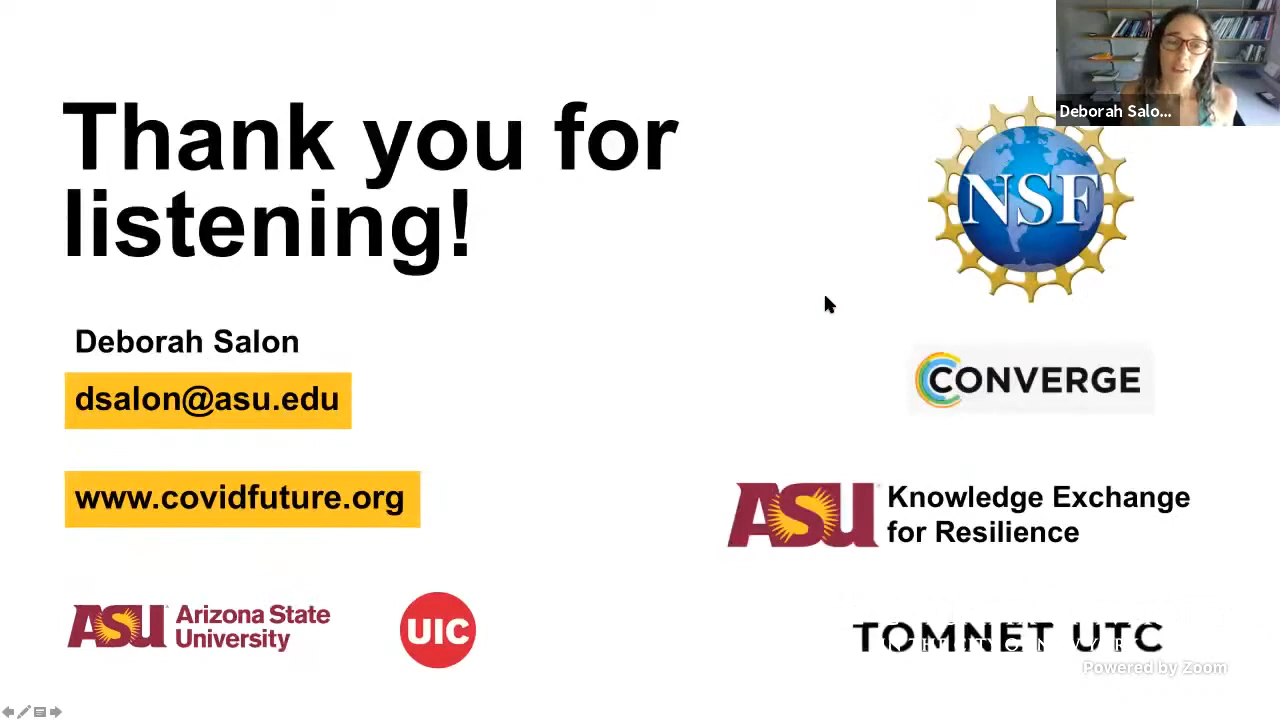 Deborah Salo...
Thank you for
listening!
NSF
Deborah Salon
dsalon@asu.edu
CONVERGE
www.covidfuture.org
ASU Knowledge Exchange
for Resilience
ASU Arizona State
University
UIC
TOMNET UTC
Powered by Zoom